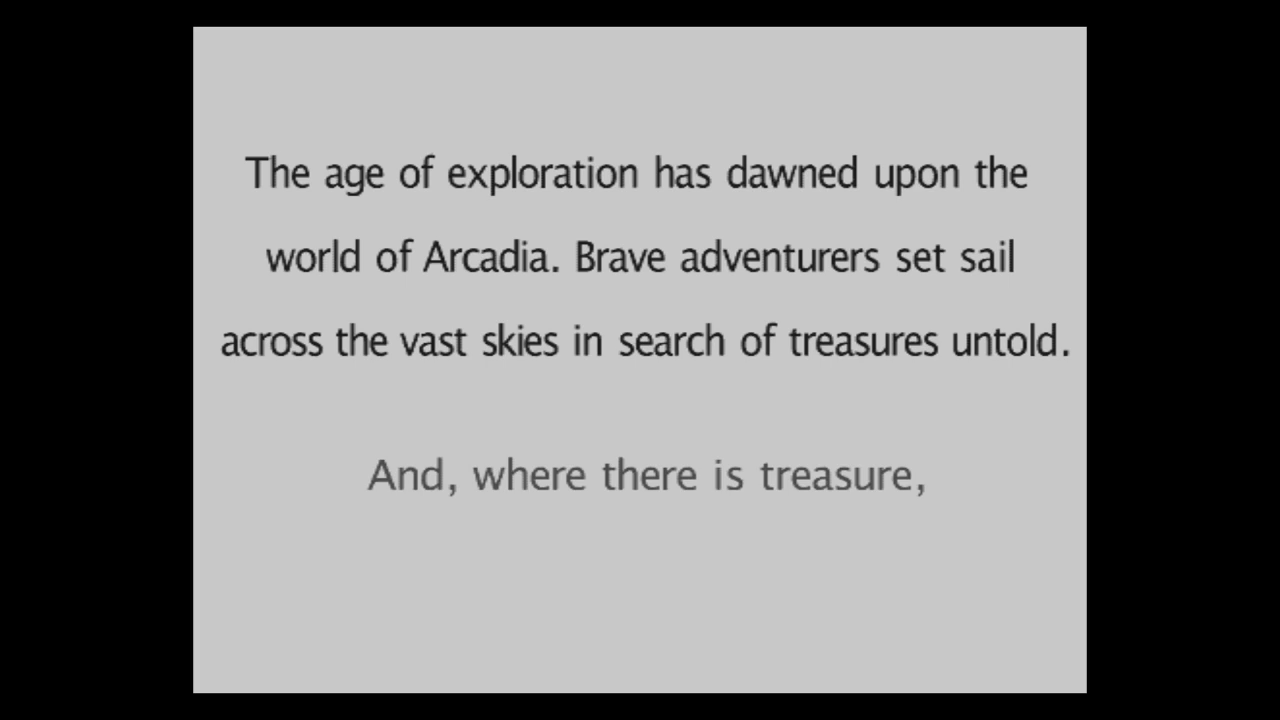 The age of exploration has dawned upon the
world of Arcadia. Brave adventurers set sail
across the vast skies in search of treasures untold.
And, where there is treasure,